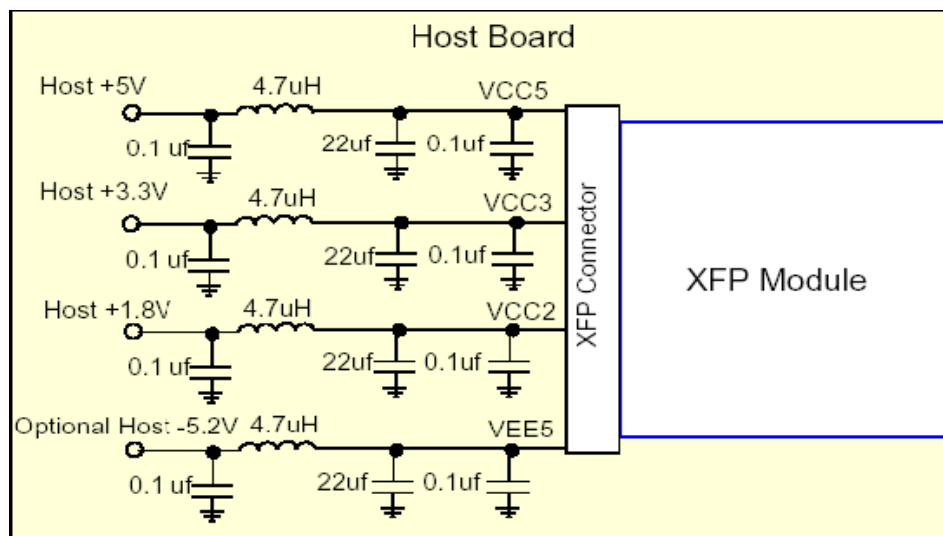 Host Board
Host +5V
4.7uH
VCC5
0.1 uf
22uf
0.1uf
Host +3.3V
4.7uH
VCC3
0.1 uf
22uf
0.1uf
Host +1.8V
4.7uH
VCC2
0.1 uf
22uf
0.1uf
Optional Host -5.2V
4.7uH
VEE5
0.1 uf
22uf
0.1uf
XFP Connector
XFP Module